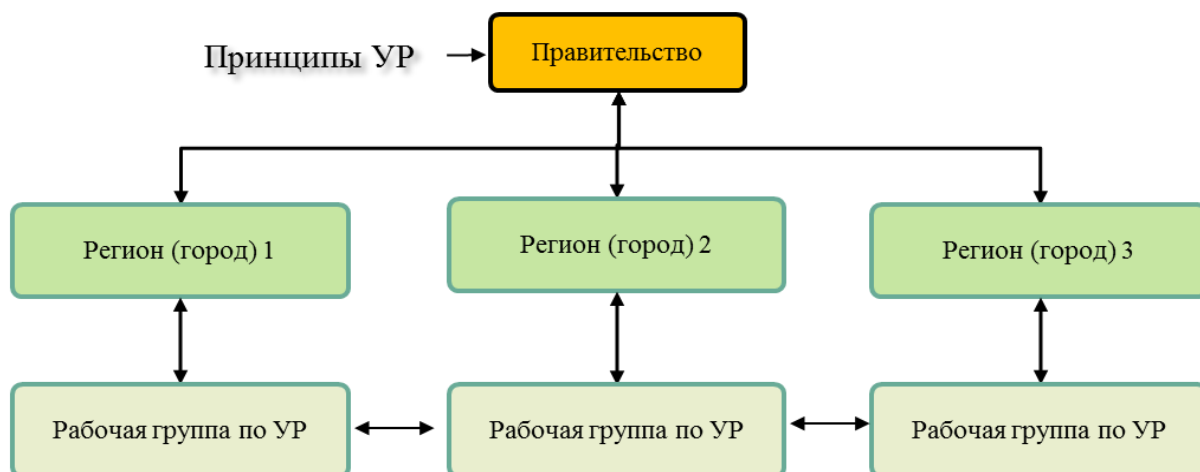 Принципы УР
Правительство
Регион (город) 1
Регион (город) 2
Регион (город) 3
Рабочая группа по УР
Рабочая группа по УР
Рабочая группа по УР